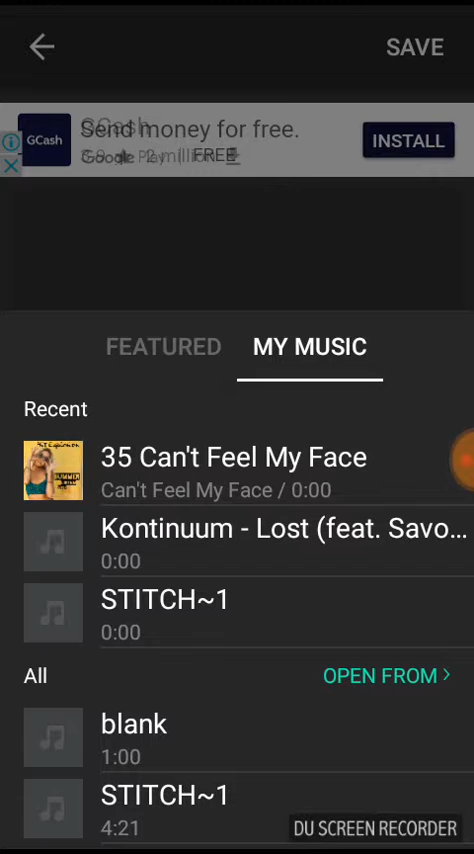 SAVE
GCash
Send money for free.
Google Play
FREE
INSTALL
FEATURED
MY MUSIC
Recent
35 Can't Feel My Face
Can't Feel My Face / 0:00
Kontinuum - Lost (feat. Savo...
0:00
STITCH~1
0:00
All
OPEN FROM
blank
1:00
STITCH~1
4:21
DU SCREEN RECORDER